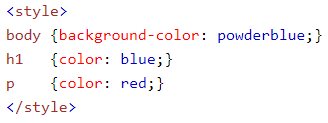 <style>
body {background-color: powderblue;}
h1   {color: blue;}
p    {color: red;}
</style>